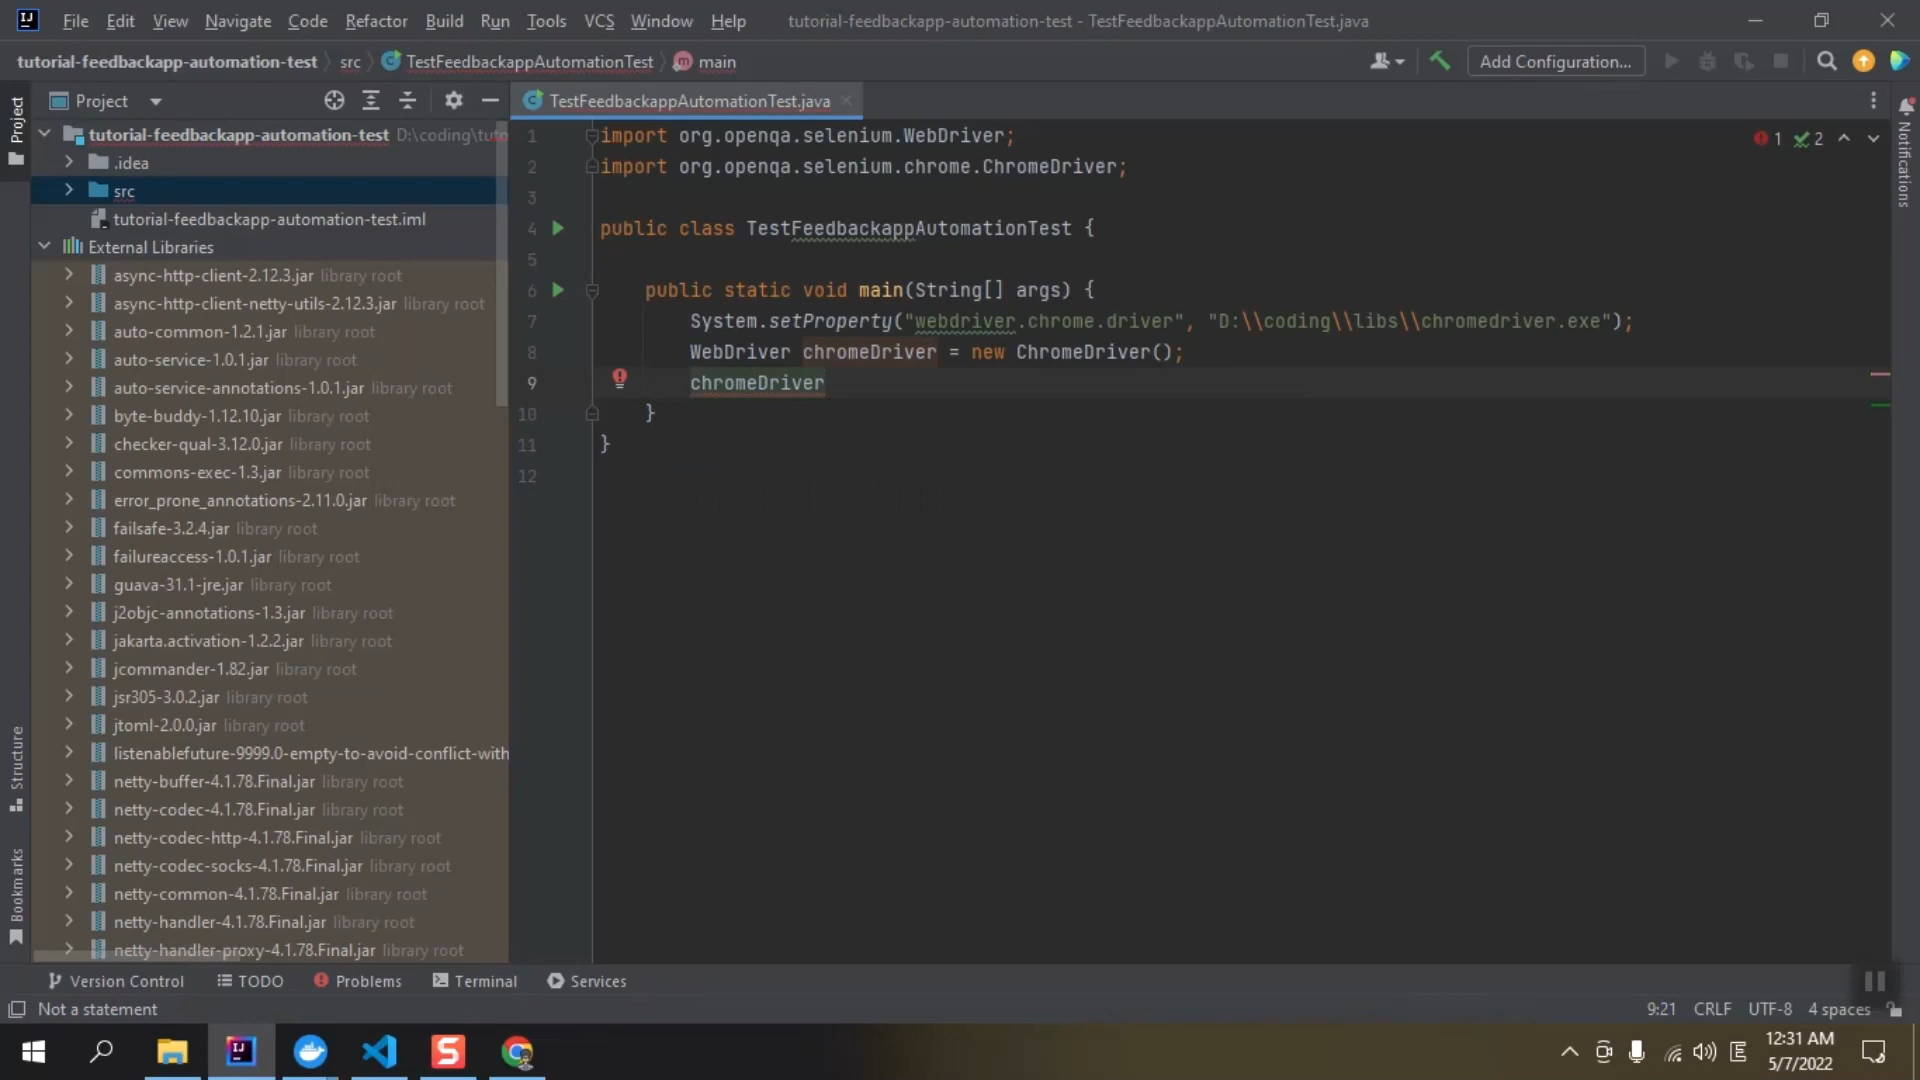 File Edit View Navigate Code Refactor Build Run Tools VCS Window Help tutorial-feedbackapp-automation-test - TestFeedbackappAutomationTest.java
tutorial-feedbackapp-automation-test src TestFeedbackappAutomationTest main Add Configuration...
Project
Project
TestFeedbackappAutomationTest.java
tutorial-feedbackapp-automation-test D:\coding\tuto
.idea
src
tutorial-feedbackapp-automation-test.iml
External Libraries
async-http-client-2.12.3.jar library root
async-http-client-netty-utils-2.12.3.jar library root
auto-common-1.2.1.jar library root
auto-service-1.0.1.jar library root
auto-service-annotations-1.0.1.jar library root
byte-buddy-1.12.10.jar library root
checker-qual-3.12.0.jar library root
commons-exec-1.3.jar library root
error_prone_annotations-2.11.0.jar library root
failsafe-3.2.4.jar library root
failureaccess-1.0.1.jar library root
guava-31.1-jre.jar library root
j2objc-annotations-1.3.jar library root
jakarta.activation-1.2.2.jar library root
jcommander-1.82.jar library root
jsr305-3.0.2.jar library root
jtoml-2.0.0.jar library root
listenablefuture-9999.0-empty-to-avoid-conflict-with
netty-buffer-4.1.78.Final.jar library root
netty-codec-4.1.78.Final.jar library root
netty-codec-http-4.1.78.Final.jar library root
netty-codec-socks-4.1.78.Final.jar library root
netty-common-4.1.78.Final.jar library root
netty-handler-4.1.78.Final.jar library root
netty-handler-proxy-4.1.78.Final.jar library root
1 import org.openqa.selenium.WebDriver;
2 import org.openqa.selenium.chrome.ChromeDriver;
3
4 public class TestFeedbackappAutomationTest {
5
6 public static void main(String[] args) {
7 System.setProperty("webdriver.chrome.driver", "D:\\coding\\libs\\chromedriver.exe");
8 WebDriver chromeDriver = new ChromeDriver();
9 chromeDriver
10 }
11 }
12
1 2
Notifications
Structure
Bookmarks
Version Control TODO Problems Terminal Services
Not a statement 9:21 CRLF UTF-8 4 spaces
12:31 AM
5/7/2022